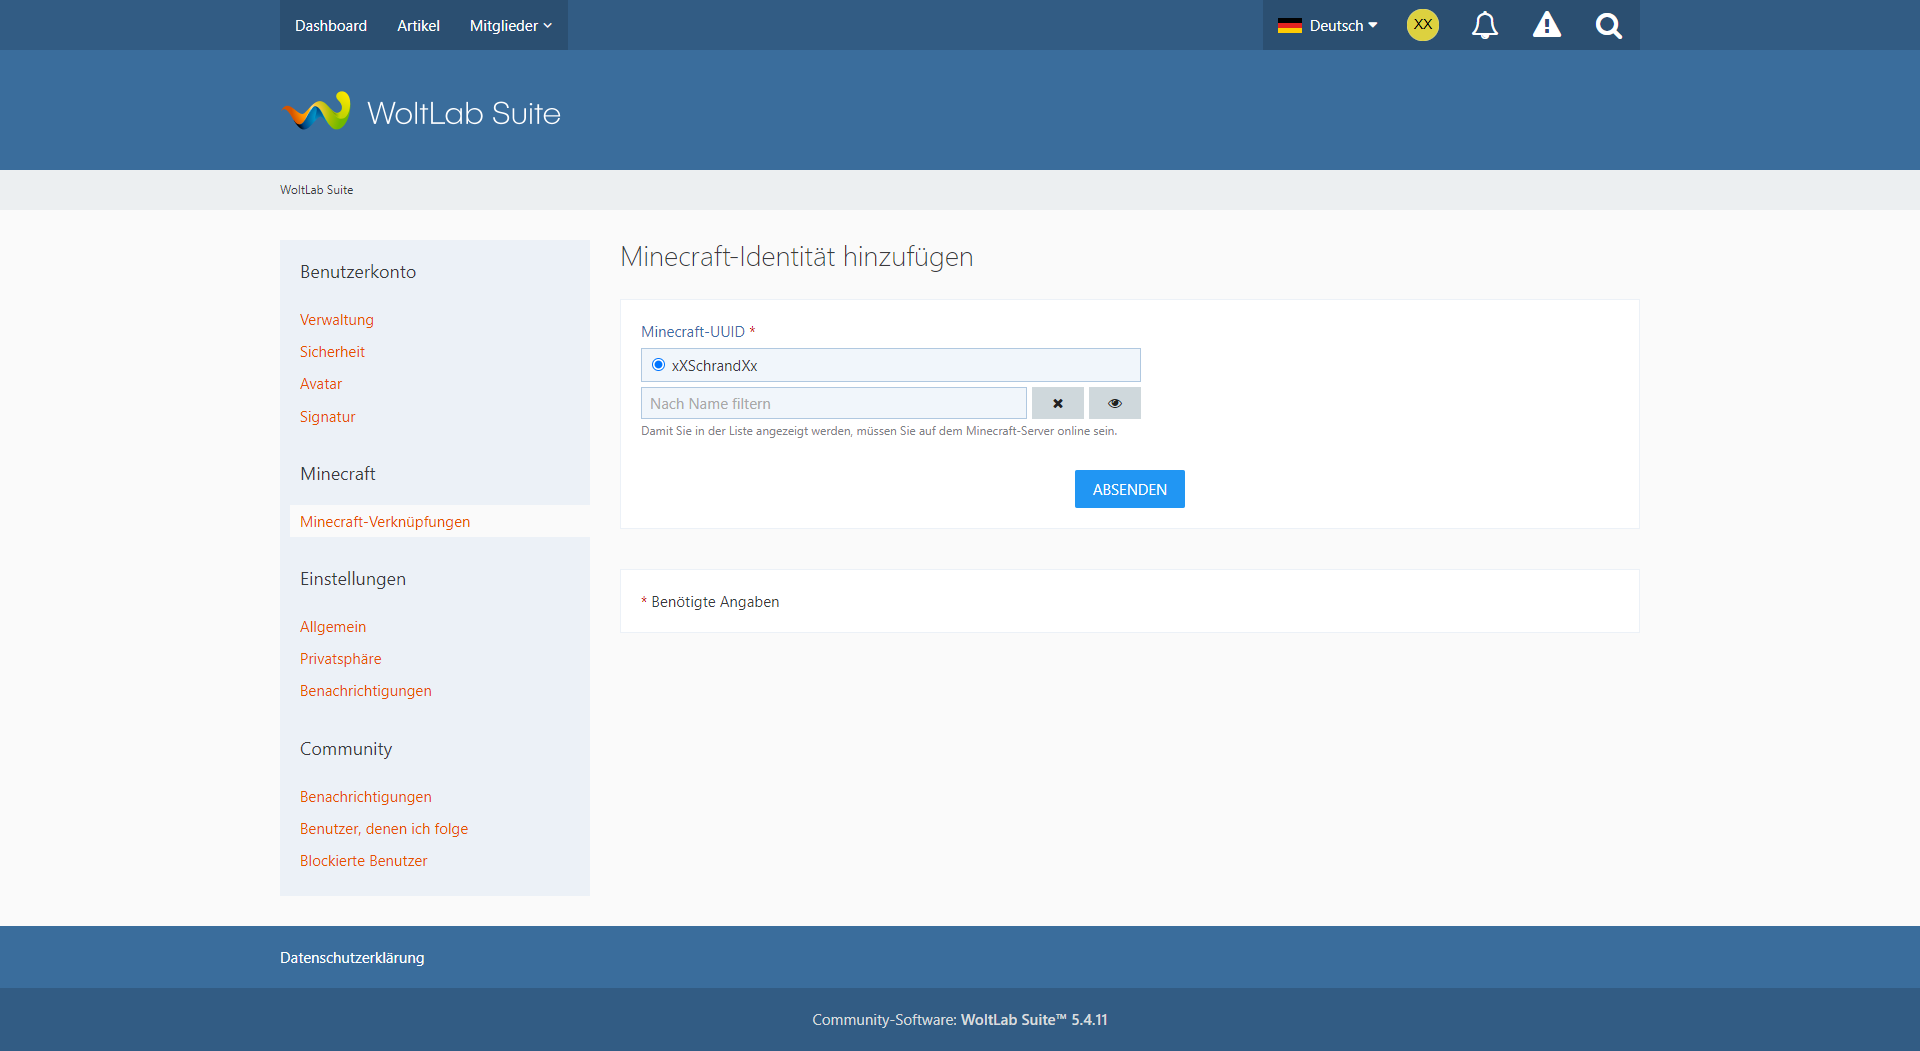 Dashboard Artikel Mitglieder Deutsch XX
WoltLab Suite
WoltLab Suite
Benutzerkonto
Verwaltung
Sicherheit
Avatar
Signatur
Minecraft
Minecraft-Verknüpfungen
Einstellungen
Allgemein
Privatsphäre
Benachrichtigungen
Community
Benachrichtigungen
Benutzer, denen ich folge
Blockierte Benutzer
Minecraft-Identität hinzufügen
Minecraft-UUID *
xXSchrandXx
Nach Name filtern
Damit Sie in der Liste angezeigt werden, müssen Sie auf dem Minecraft-Server online sein.
ABSENDEN
* Benötigte Angaben
Datenschutzerklärung
Community-Software: WoltLab Suite™ 5.4.11